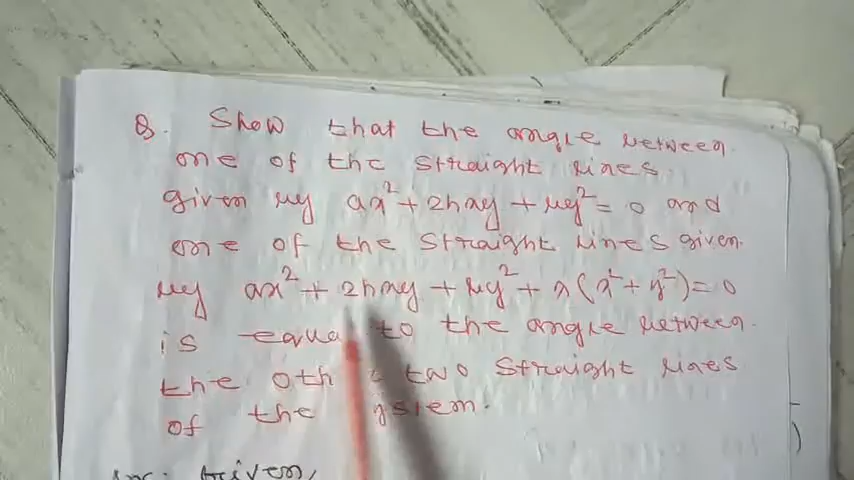 Q. Show that the angle between
one of the straight lines
given by ax²+2hxy+by²=0 and
one of the straight lines given.
by ax²+2hxy+by²+λ(x²+y²)=0
is to the angle between.
the two straight lines
of the
Given,